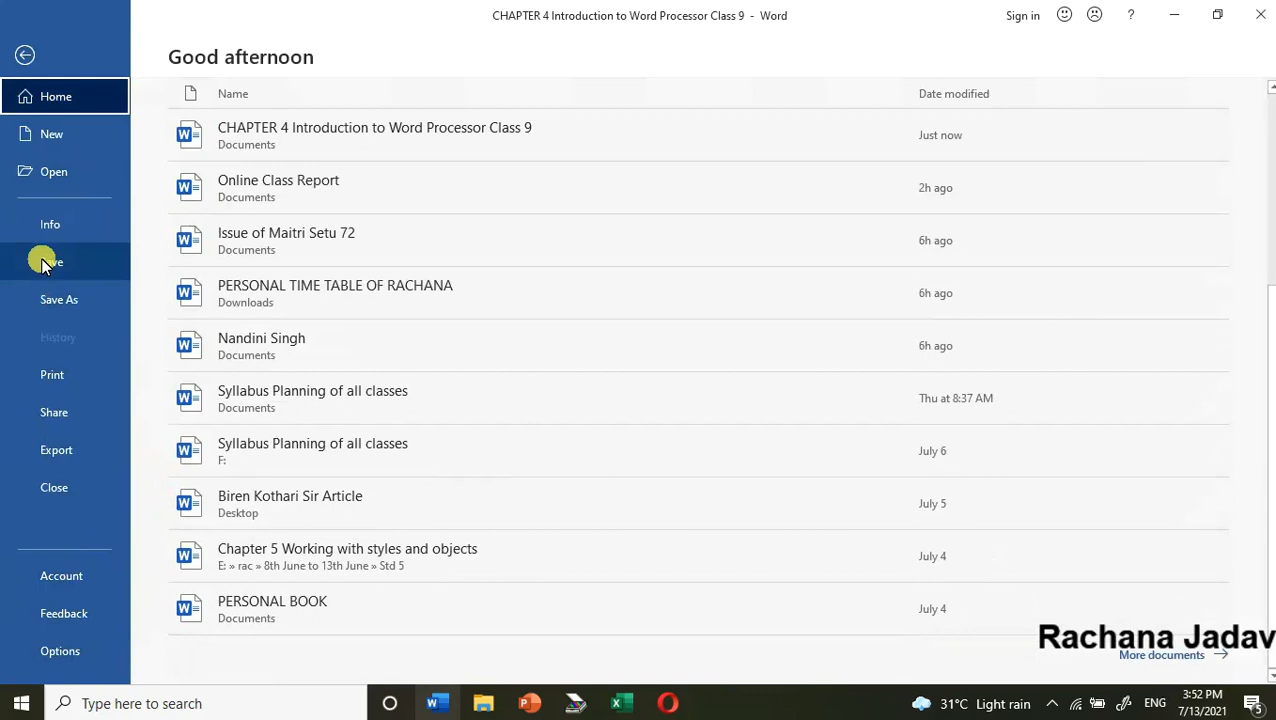 CHAPTER 4 Introduction to Word Processor Class 9 - Word
Sign in
?
Good afternoon
Home
New
Open
Info
Save As
History
Print
Share
Export
Close
Account
Feedback
Options
Name Date modified
CHAPTER 4 Introduction to Word Processor Class 9
Documents
Just now
Online Class Report
Documents
2h ago
Issue of Maitri Setu 72
Documents
6h ago
PERSONAL TIME TABLE OF RACHANA
Downloads
6h ago
Nandini Singh
Documents
6h ago
Syllabus Planning of all classes
Documents
Thu at 8:37 AM
Syllabus Planning of all classes
F:
July 6
Biren Kothari Sir Article
Desktop
July 5
Chapter 5 Working with styles and objects
E: » rac » 8th June to 13th June » Std 5
July 4
PERSONAL BOOK
Documents
July 4
Rachana Jadav
More documents
Type here to search
31°C Light rain
ENG
3:52 PM
7/13/2021
5